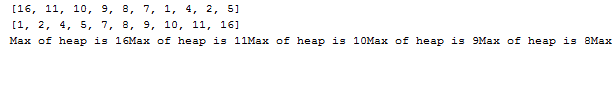 [16, 11, 10, 9, 8, 7, 1, 4, 2, 5]
[1, 2, 4, 5, 7, 8, 9, 10, 11, 16]
Max of heap is 16Max of heap is 11Max of heap is 10Max of heap is 9Max of heap is 8Max